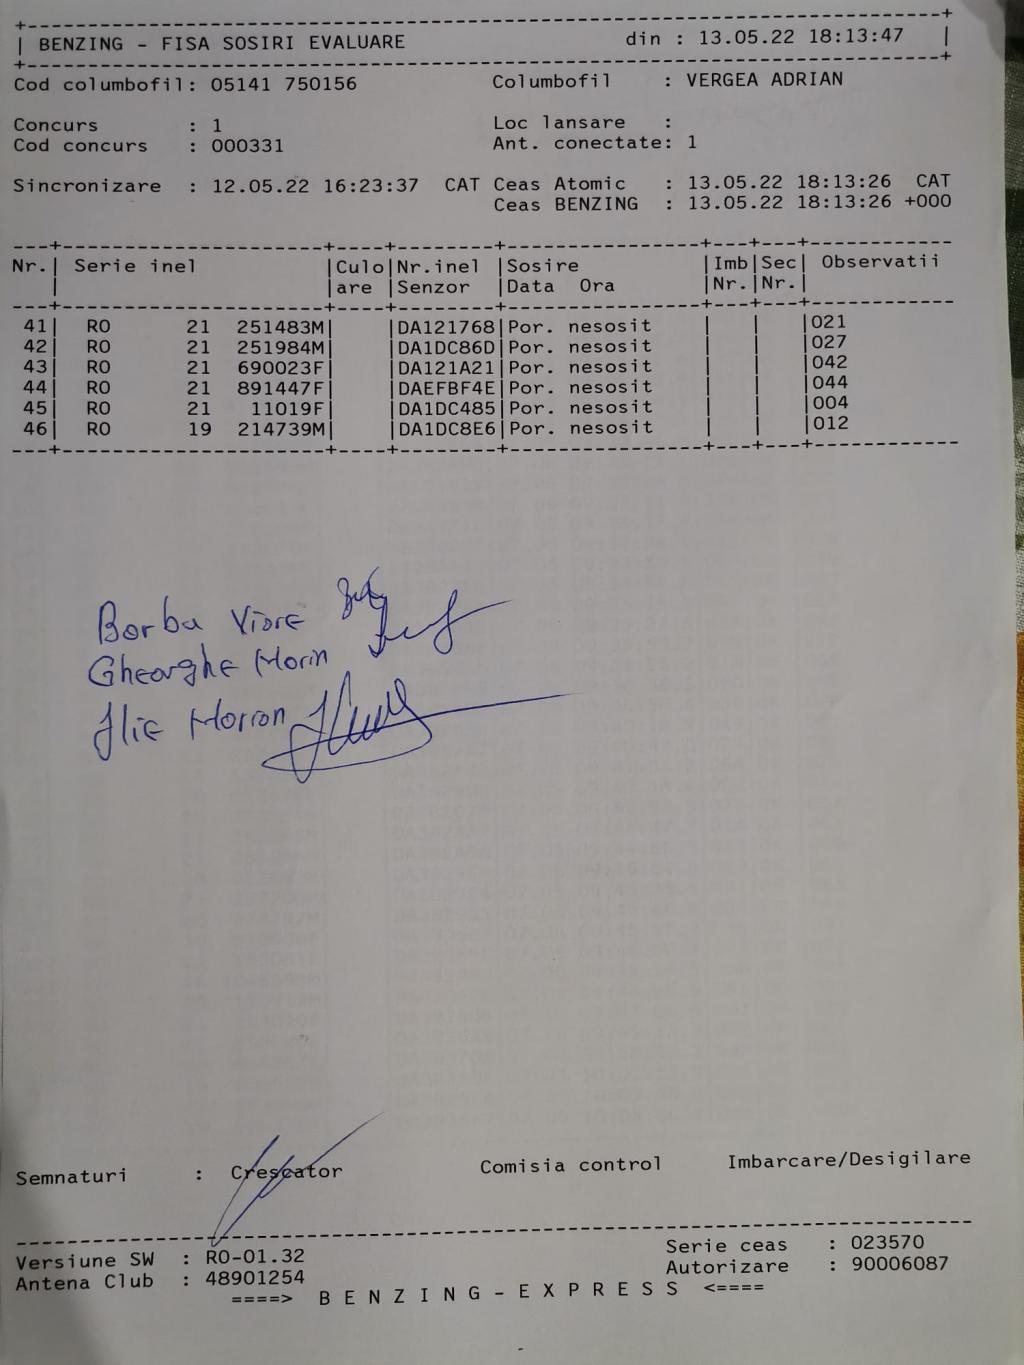 | BENZING - FISA SOSIRI EVALUARE din : 13.05.22 18:13:47 |
Cod columbofil: 05141 750156 Columbofil : VERGEA ADRIAN
Concurs : 1 Loc lansare :
Cod concurs : 000331 Ant. conectate: 1
Sincronizare : 12.05.22 16:23:37 CAT Ceas Atomic : 13.05.22 18:13:26 CAT
Ceas BENZING : 13.05.22 18:13:26 +000
Nr.| Serie inel |Culo|Nr.inel |Sosire |Imb|Sec| Observatii
| |are |Senzor |Data Ora |Nr.|Nr.|
41| RO 21 251483M| |DA121768|Por. nesosit | | |021
42| RO 21 251984M| |DA1DC86D|Por. nesosit | | |027
43| RO 21 690023F| |DA121A21|Por. nesosit | | |042
44| RO 21 891447F| |DAEFBF4E|Por. nesosit | | |044
45| RO 21 11019F| |DA1DC485|Por. nesosit | | |004
46| RO 19 214739M| |DA1DC8E6|Por. nesosit | | |012
Borba Viore
Gheorghe Morin
Ilie Morion
Semnaturi : Crescator Comisia control Imbarcare/Desigilare
Versiune SW : RO-01.32 Serie ceas : 023570
Antena Club : 48901254 Autorizare : 90006087
====> B E N Z I N G - E X P R E S S <====